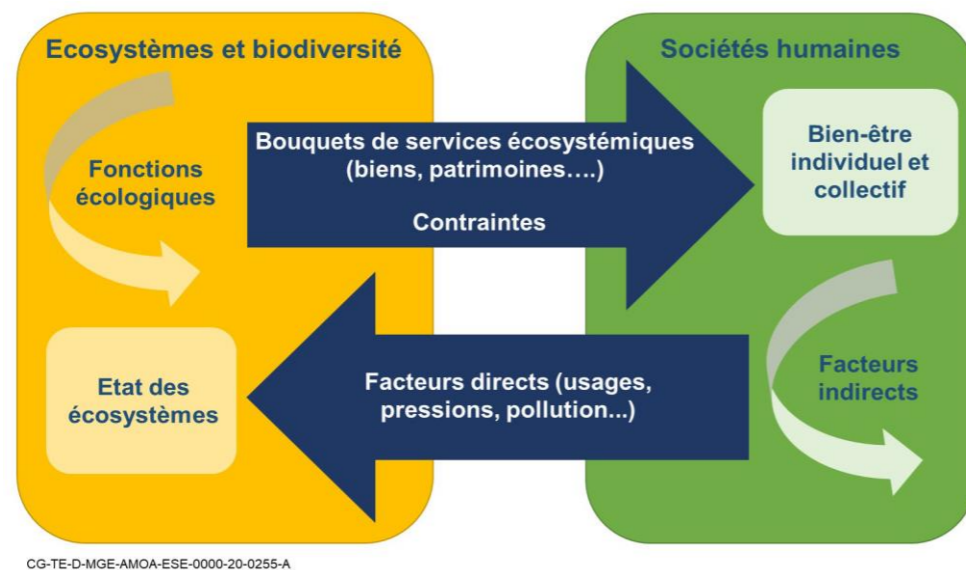 Ecosystèmes et biodiversité
Sociétés humaines
Fonctions
écologiques
Bouquets de services écosystémiques
(biens, patrimoines….)
Contraintes
Bien-être
individuel et
collectif
Etat des
écosystèmes
Facteurs directs (usages,
pressions, pollution...)
Facteurs
indirects
CG-TE-D-MGE-AMOA-ESE-0000-20-0255-A